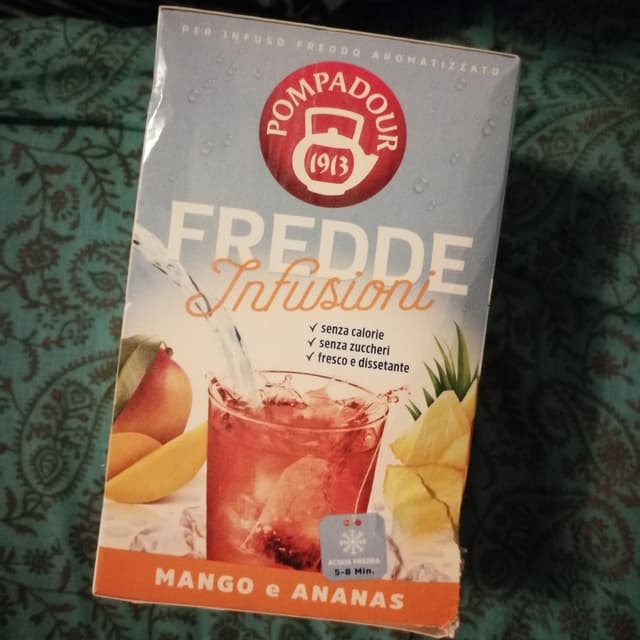 PER INFUSO FREDDO AROMATIZZATO
POMPADOUR
1913
FREDDE
Infusioni
✓ senza calorie
✓ senza zuccheri
✓ fresco e dissetante
ACQUA FREDDA
5-8 Min.
MANGO e ANANAS